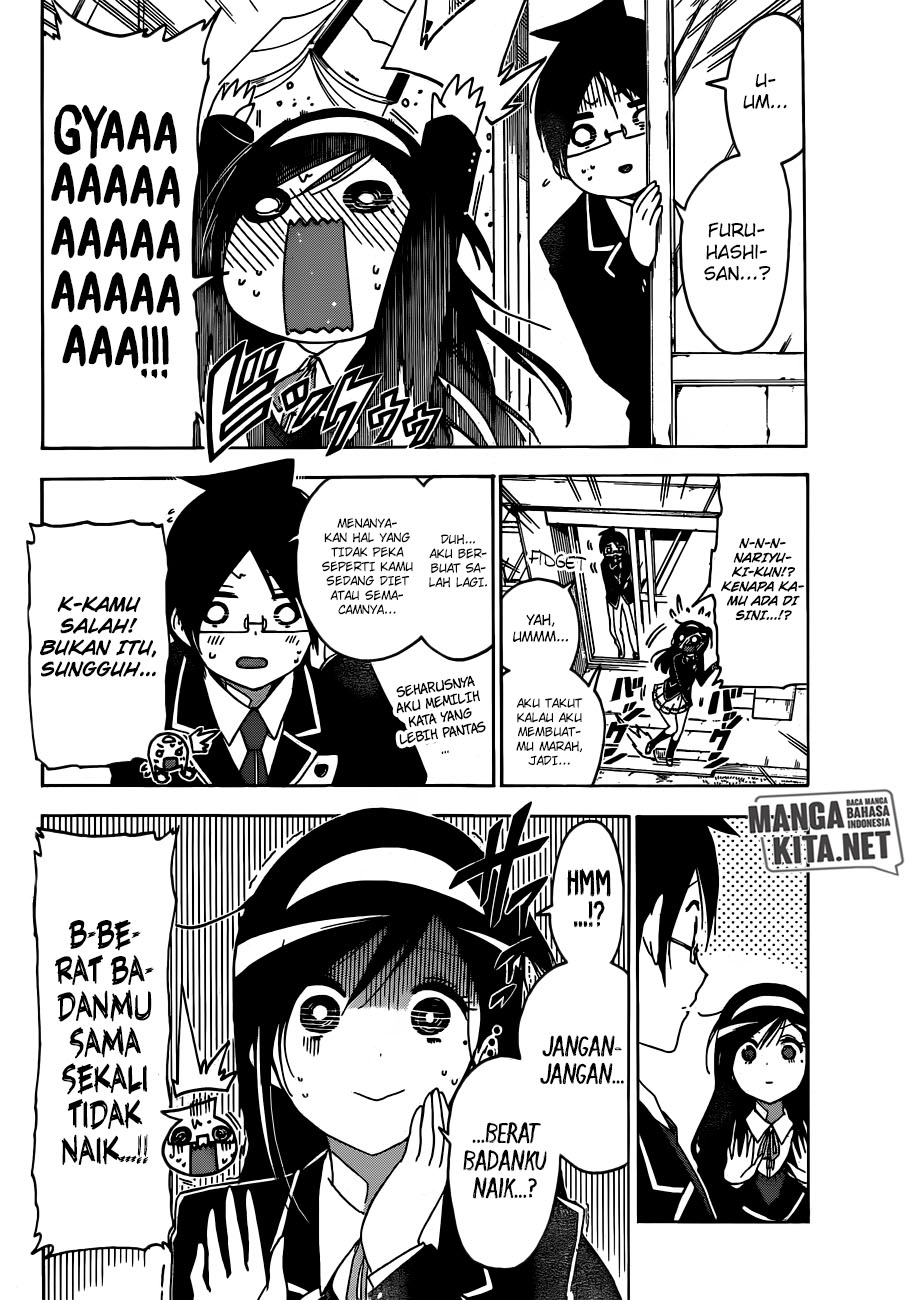 U-
UM...
FURU-
HASHI-
SAN...?
GYAAA
AAAAA
AAAAA
AAAAA
AAA!!!
N-N-N-
NARIYU-
KI-KUN!?
KENAPA KA-
MU ADA DI
SINI...!?
FIDGET
YAH,
UMMM...
AKU TAKUT
KALAU AKU
MEMBUAT-
MU MARAH,
JADI...
バッ
バッ
DUH...
AKU BER-
BUAT SA-
LAH LAGI.
MENANYA-
KAN HAL YANG
TIDAK PEKA
SEPERTI KAMU
SEDANG DIET
ATAU SEMA-
CAMNYA...
SEHARUSNYA
AKU MEMILIH
KATA YANG
LEBIH PANTAS
...
K-KAMU
SALAH!
BUKAN ITU,
SUNGGUH...
MANGA
KITA.NET
BACA MANGA
BAHASA
INDONESIA
HMM
...!?
JANGAN-
JANGAN...
...BERAT
BADANKU
NAIK...?
B-BE-
RAT BA-
DANMU
SAMA
SEKALI
TIDAK
NAIK...!!